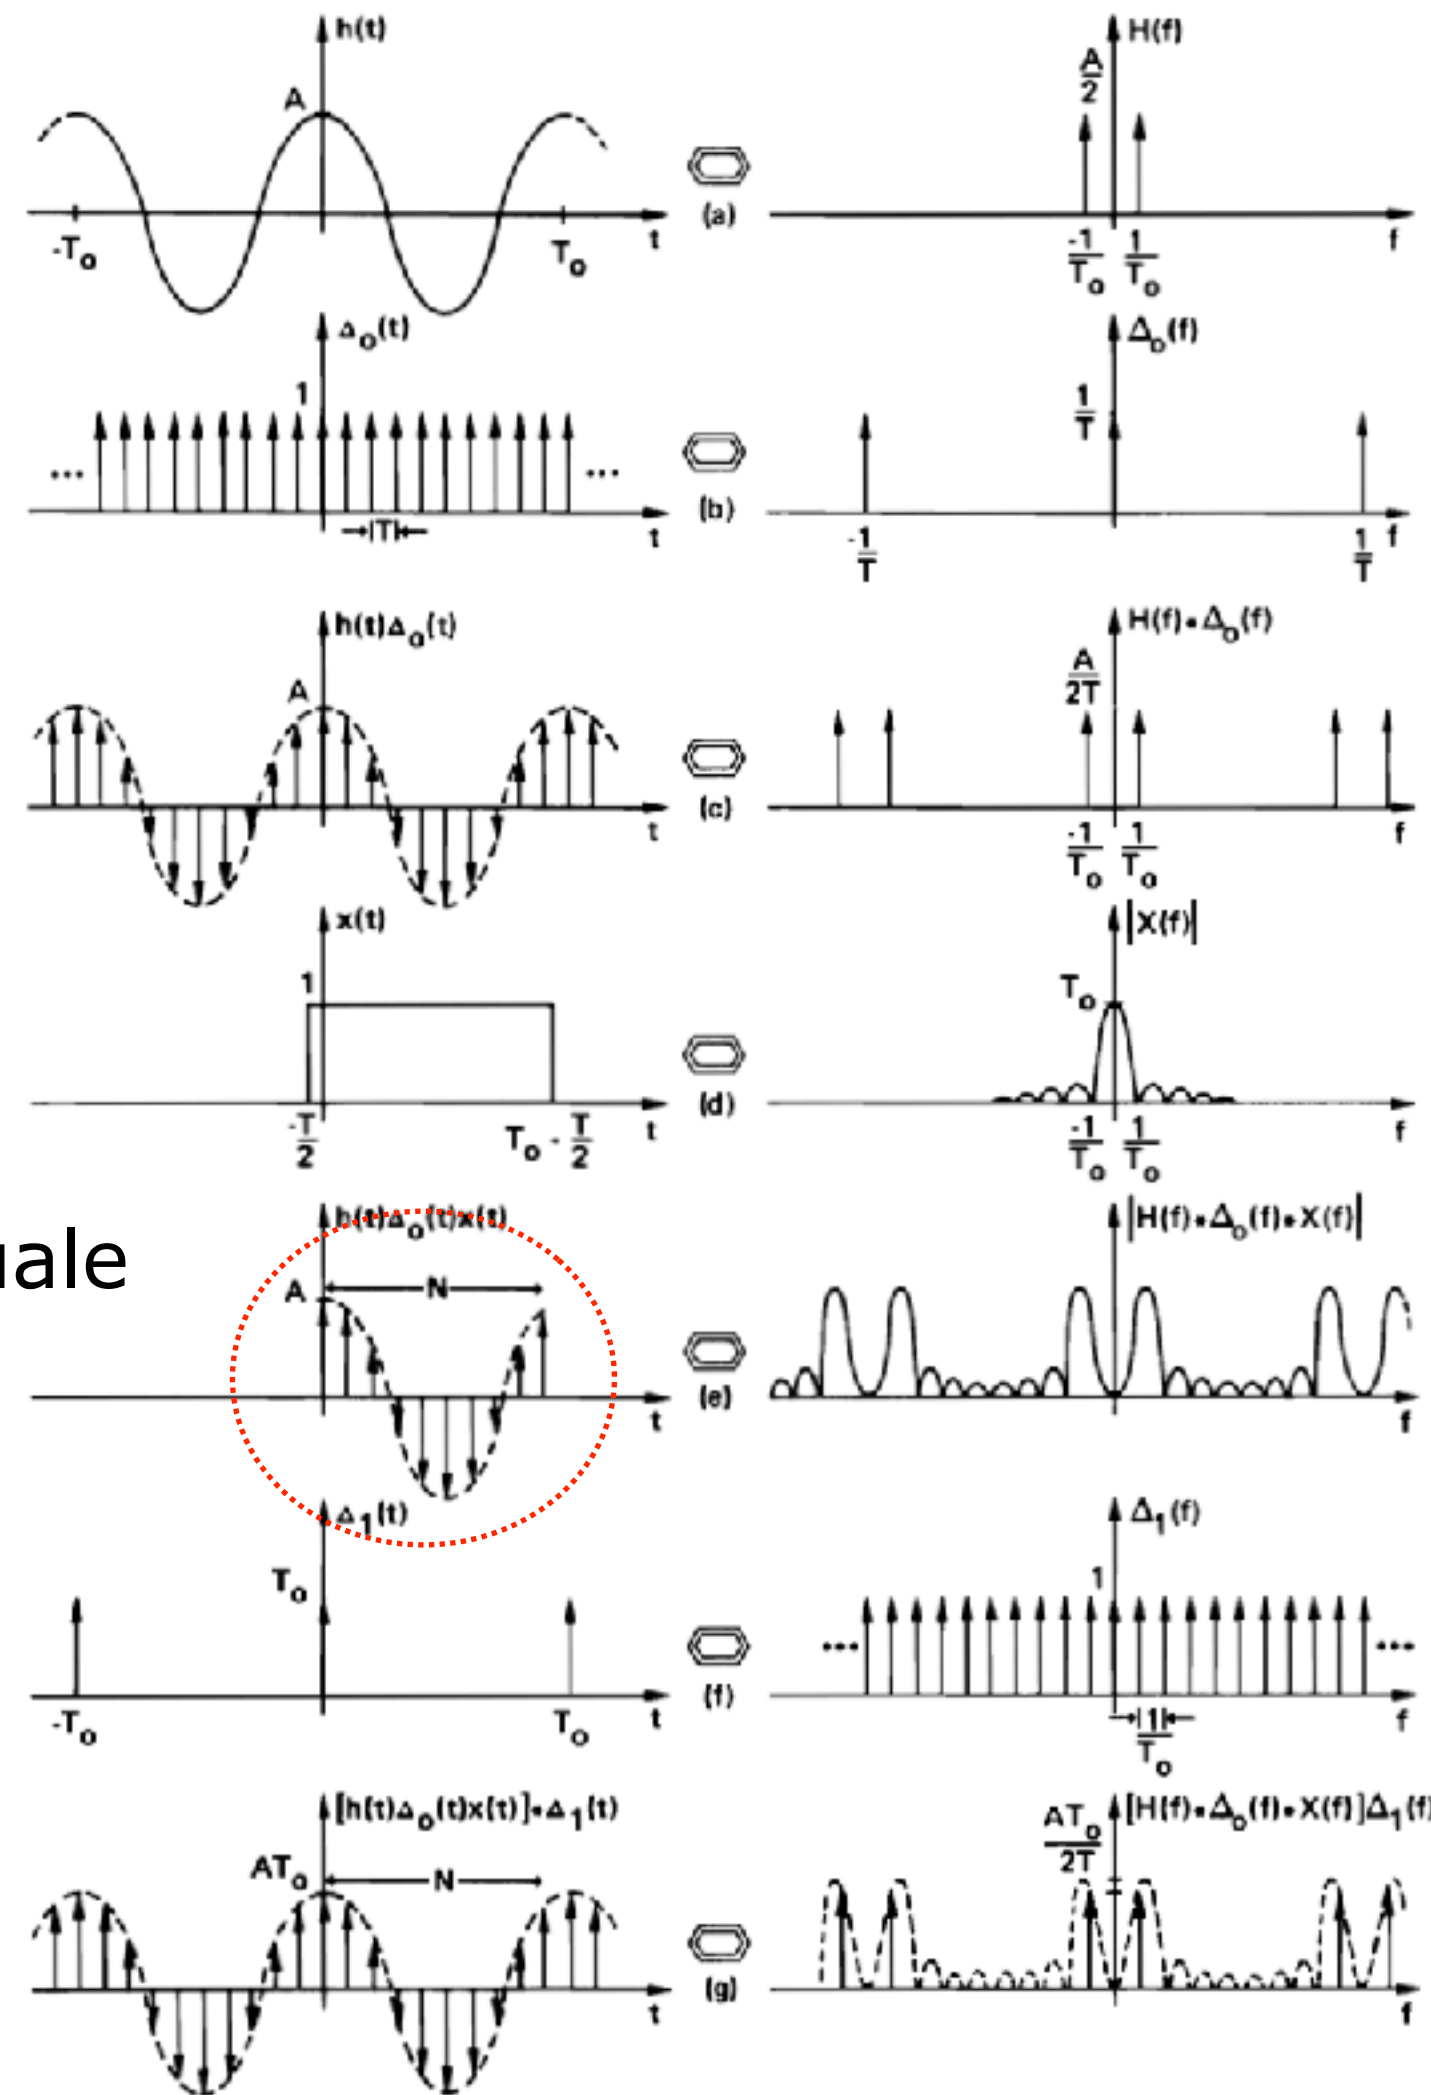 h(t)
H(f)
A
A/2
-T₀
T₀
t
(a)
-1/T₀
1/T₀
f
Δ₀(t)
Δ₀(f)
1
1/T
...
...
T
t
(b)
-1/T
1/T
f
h(t)Δ₀(t)
H(f)*Δ₀(f)
A
A/2T
t
(c)
-1/T₀
1/T₀
f
x(t)
|X(f)|
1
T₀
-T/2
T₀ - T/2
t
(d)
-1/T₀
1/T₀
f
h(t)Δ₀(t)x(t)
|H(f)*Δ₀(f)*X(f)|
uale
A
N
t
(e)
f
Δ₁(t)
Δ₁(f)
T₀
1
...
...
-T₀
T₀
t
(f)
1/T₀
f
[h(t)Δ₀(t)x(t)]*Δ₁(t)
[H(f)*Δ₀(f)*X(f)]Δ₁(f)
AT₀
N
AT₀/2T
t
(g)
f